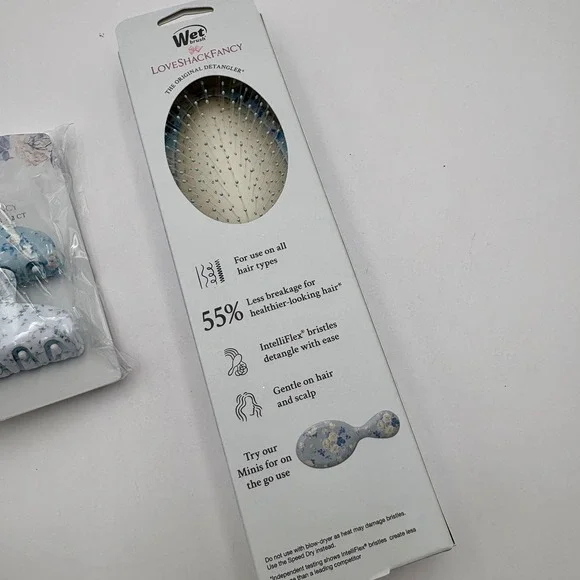 Wet
brush
LOVESHACKFANCY
THE ORIGINAL DETANGLER®
CT
For use on all
hair types
55% Less breakage for
healthier-looking hair*
IntelliFlex® bristles
detangle with ease
Gentle on hair
and scalp
Try our
Minis for on
the go use
Do not use with blow-dryer as heat may damage bristles.
Use the Speed Dry instead.
*Independent testing shows IntelliFlex® bristles create less
than a leading competitor